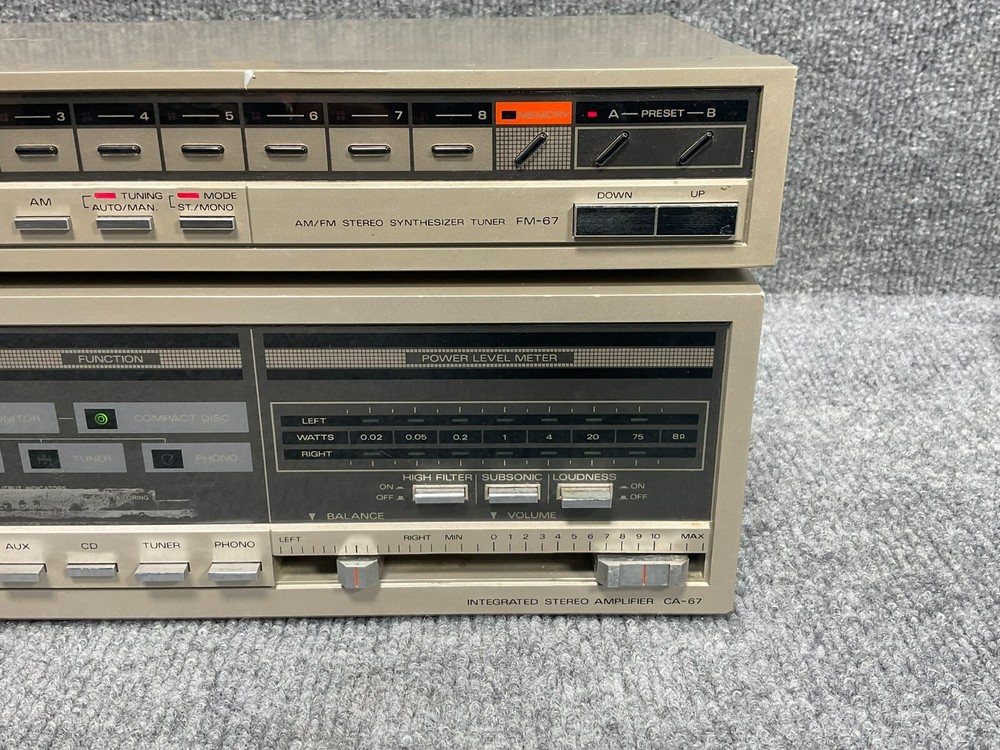 3 4 5 6 7 8 MEMORY A PRESET B
AM TUNING MODE DOWN UP
AUTO/MAN. ST./MONO
AM/FM STEREO SYNTHESIZER TUNER FM-67
FUNCTION POWER LEVEL METER
COMPACT DISC
TUNER PHONO
LEFT
WATTS 0.02 0.05 0.2 1 4 20 75 8Ω
RIGHT
HIGH FILTER SUBSONIC LOUDNESS
ON ON
OFF OFF
INDICATORS
BALANCE VOLUME
AUX CD TUNER PHONO
LEFT RIGHT MIN 0 1 2 3 4 5 6 7 8 9 10 MAX
INTEGRATED STEREO AMPLIFIER CA-67